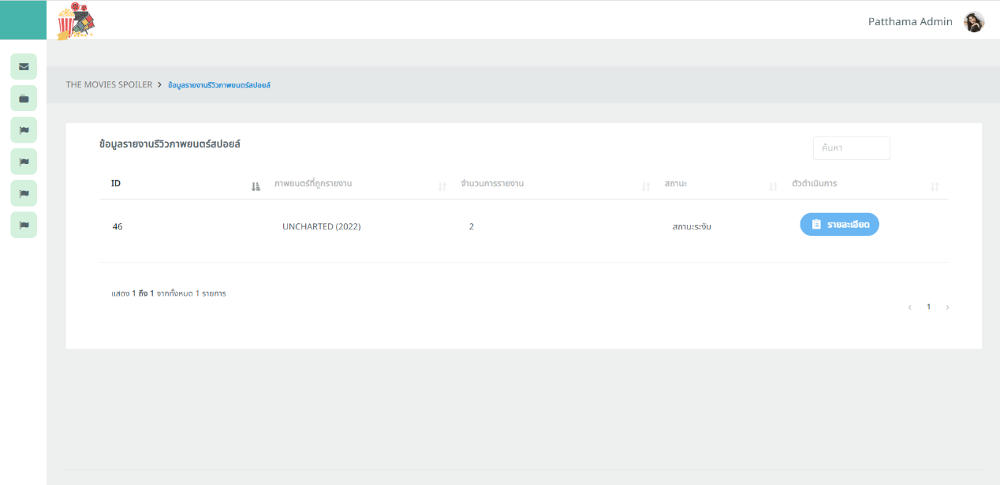 Patthama Admin
THE MOVIES SPOILER > ข้อมูลรายงานรีวิวภาพยนตร์สปอยล์
ข้อมูลรายงานรีวิวภาพยนตร์สปอยล์
ค้นหา
ID ภาพยนตร์ที่ถูกรายงาน จำนวนการรายงาน สถานะ ตัวดำเนินการ
46 UNCHARTED (2022) 2 สถานะระงับ รายละเอียด
แสดง 1 ถึง 1 จากทั้งหมด 1 รายการ
‹ 1 ›